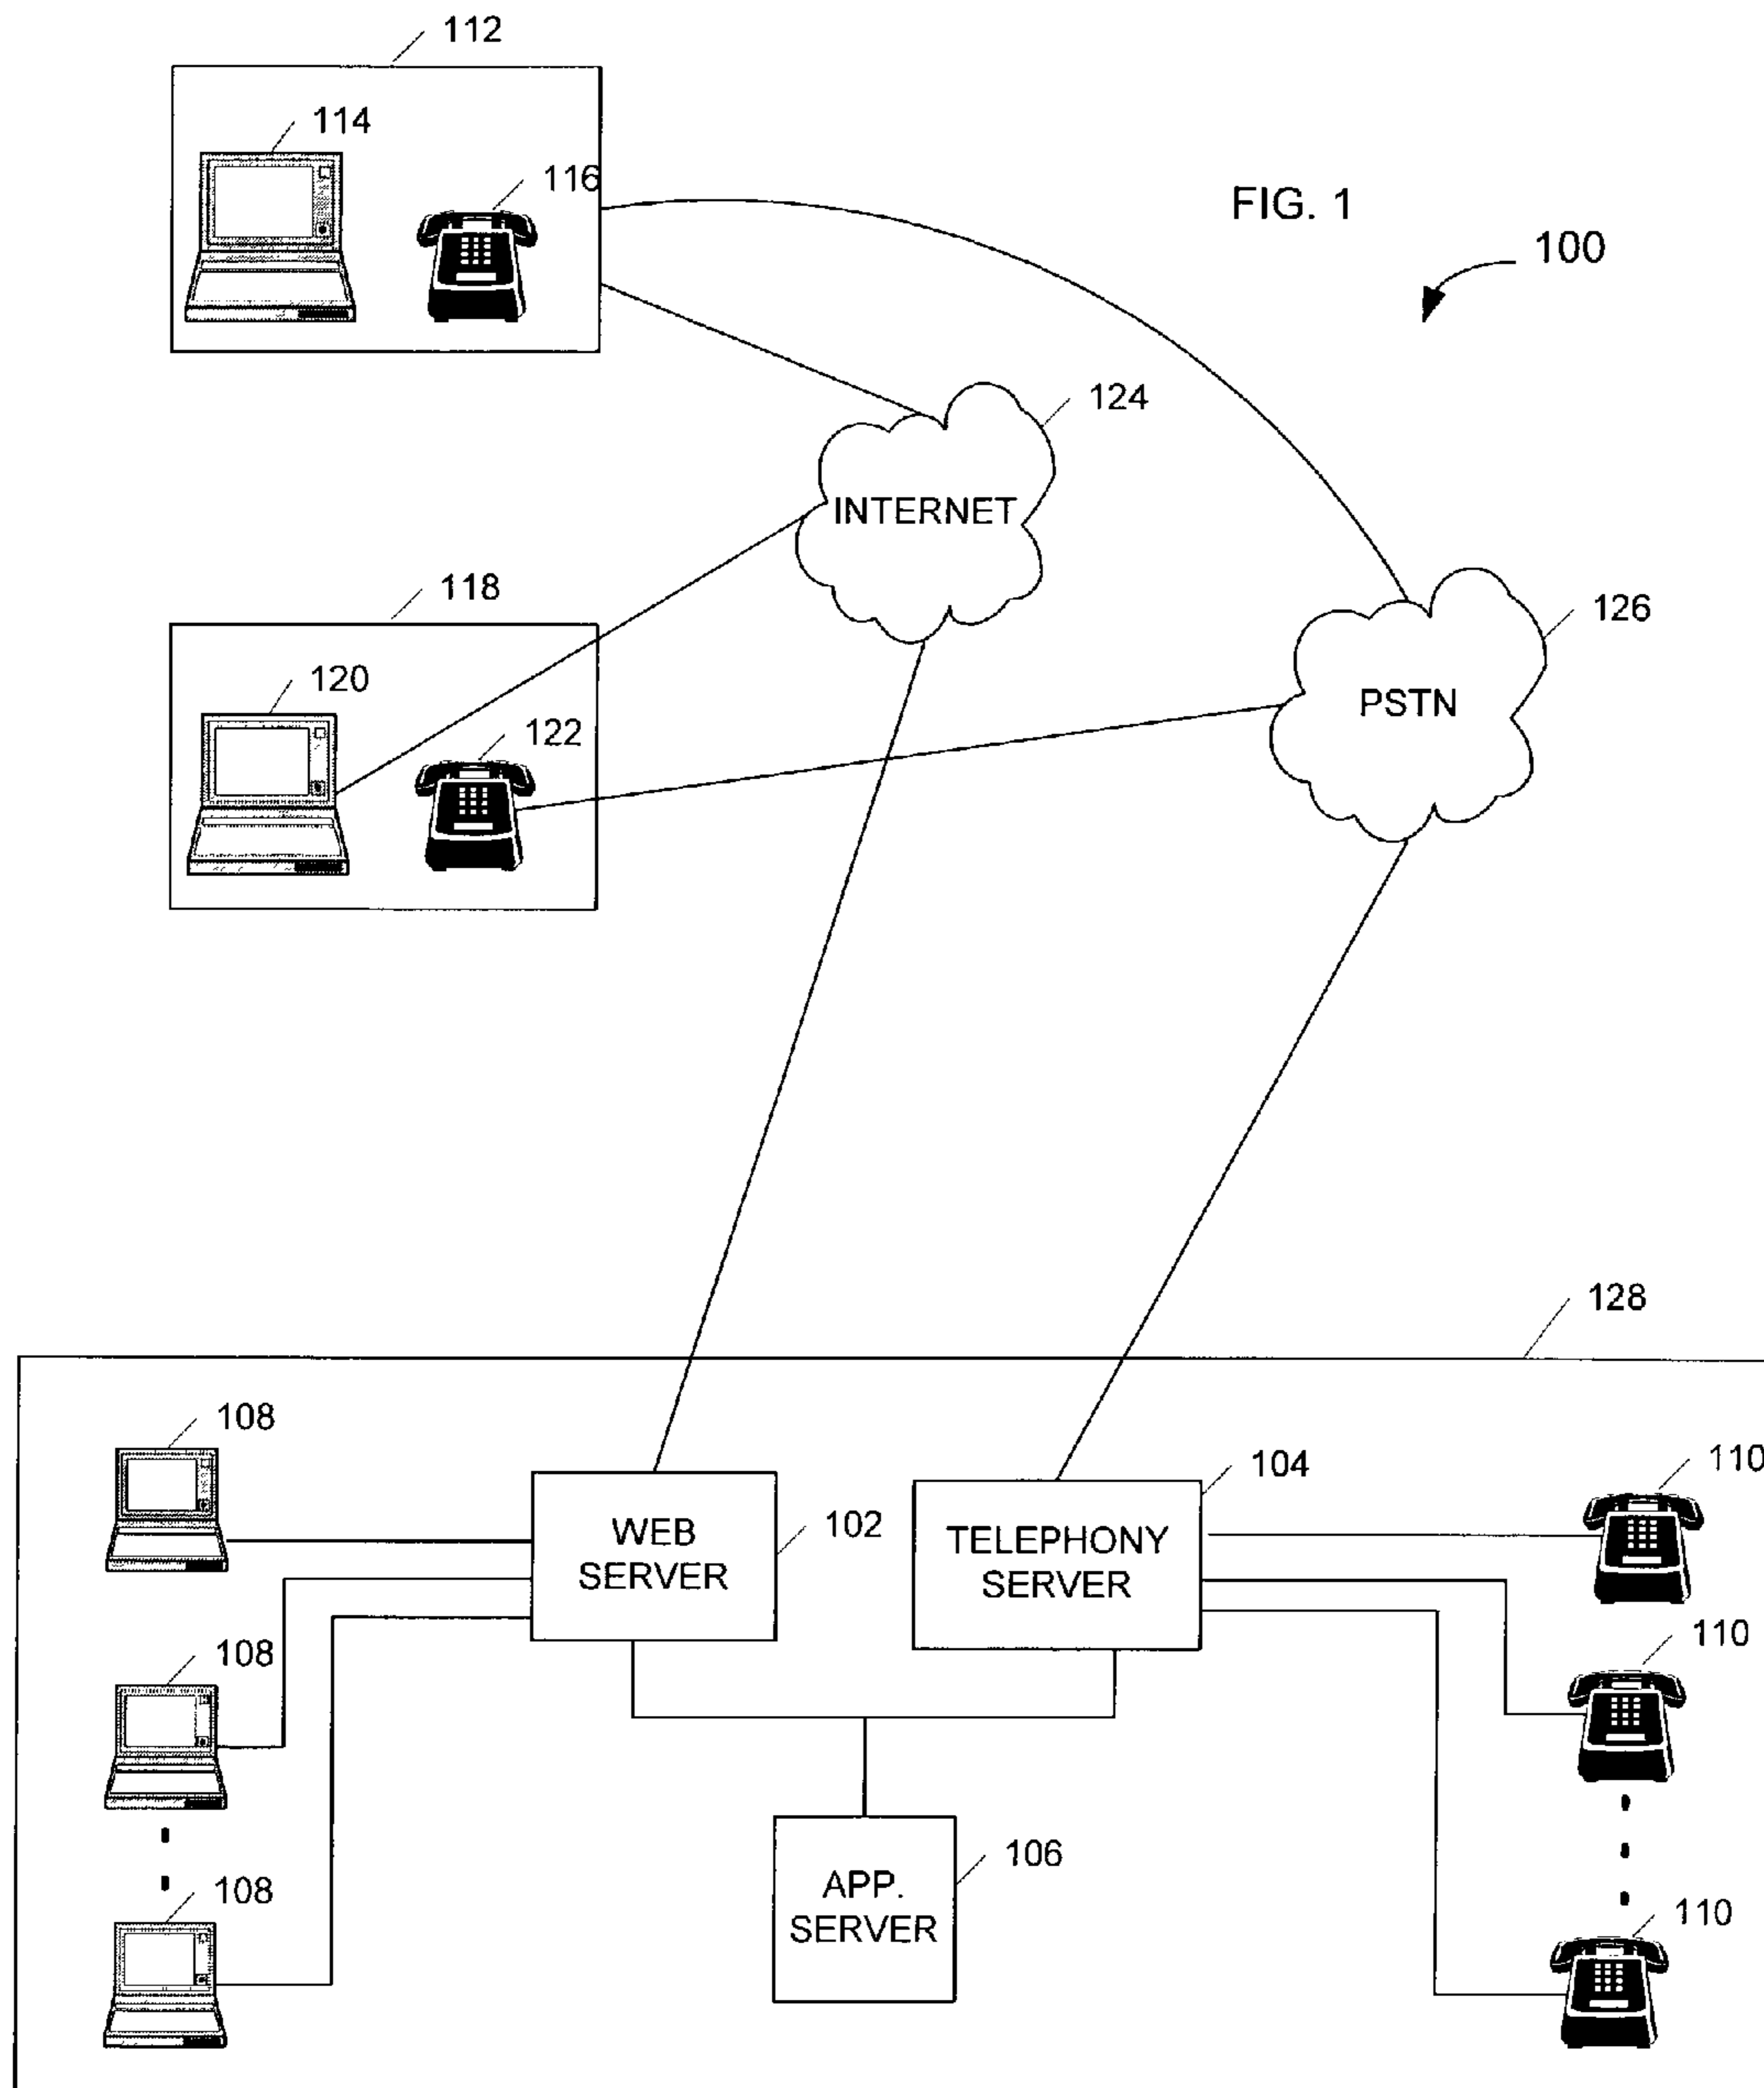 112
114
116
FIG. 1
100
124
INTERNET
118
126
120
PSTN
122
128
108
104
110
WEB
SERVER
102
TELEPHONY
SERVER
108
110
106
APP.
SERVER
108
110